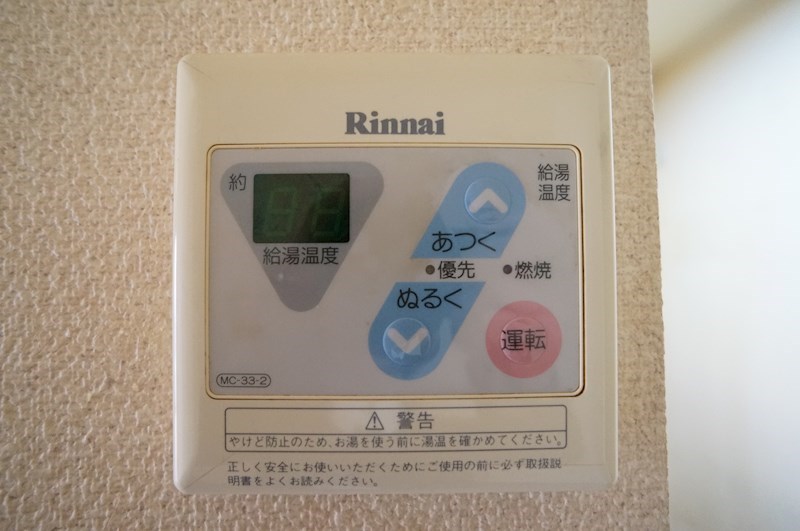 Rinnai
約
給湯温度
給湯
温度
あつく
優先
燃焼
ぬるく
運転
MC-33-2
警告
やけど防止のため、お湯を使う前に湯温を確かめてください。
正しく安全にお使いいただくためにご使用の前に必ず取扱説
明書をよくお読みください。